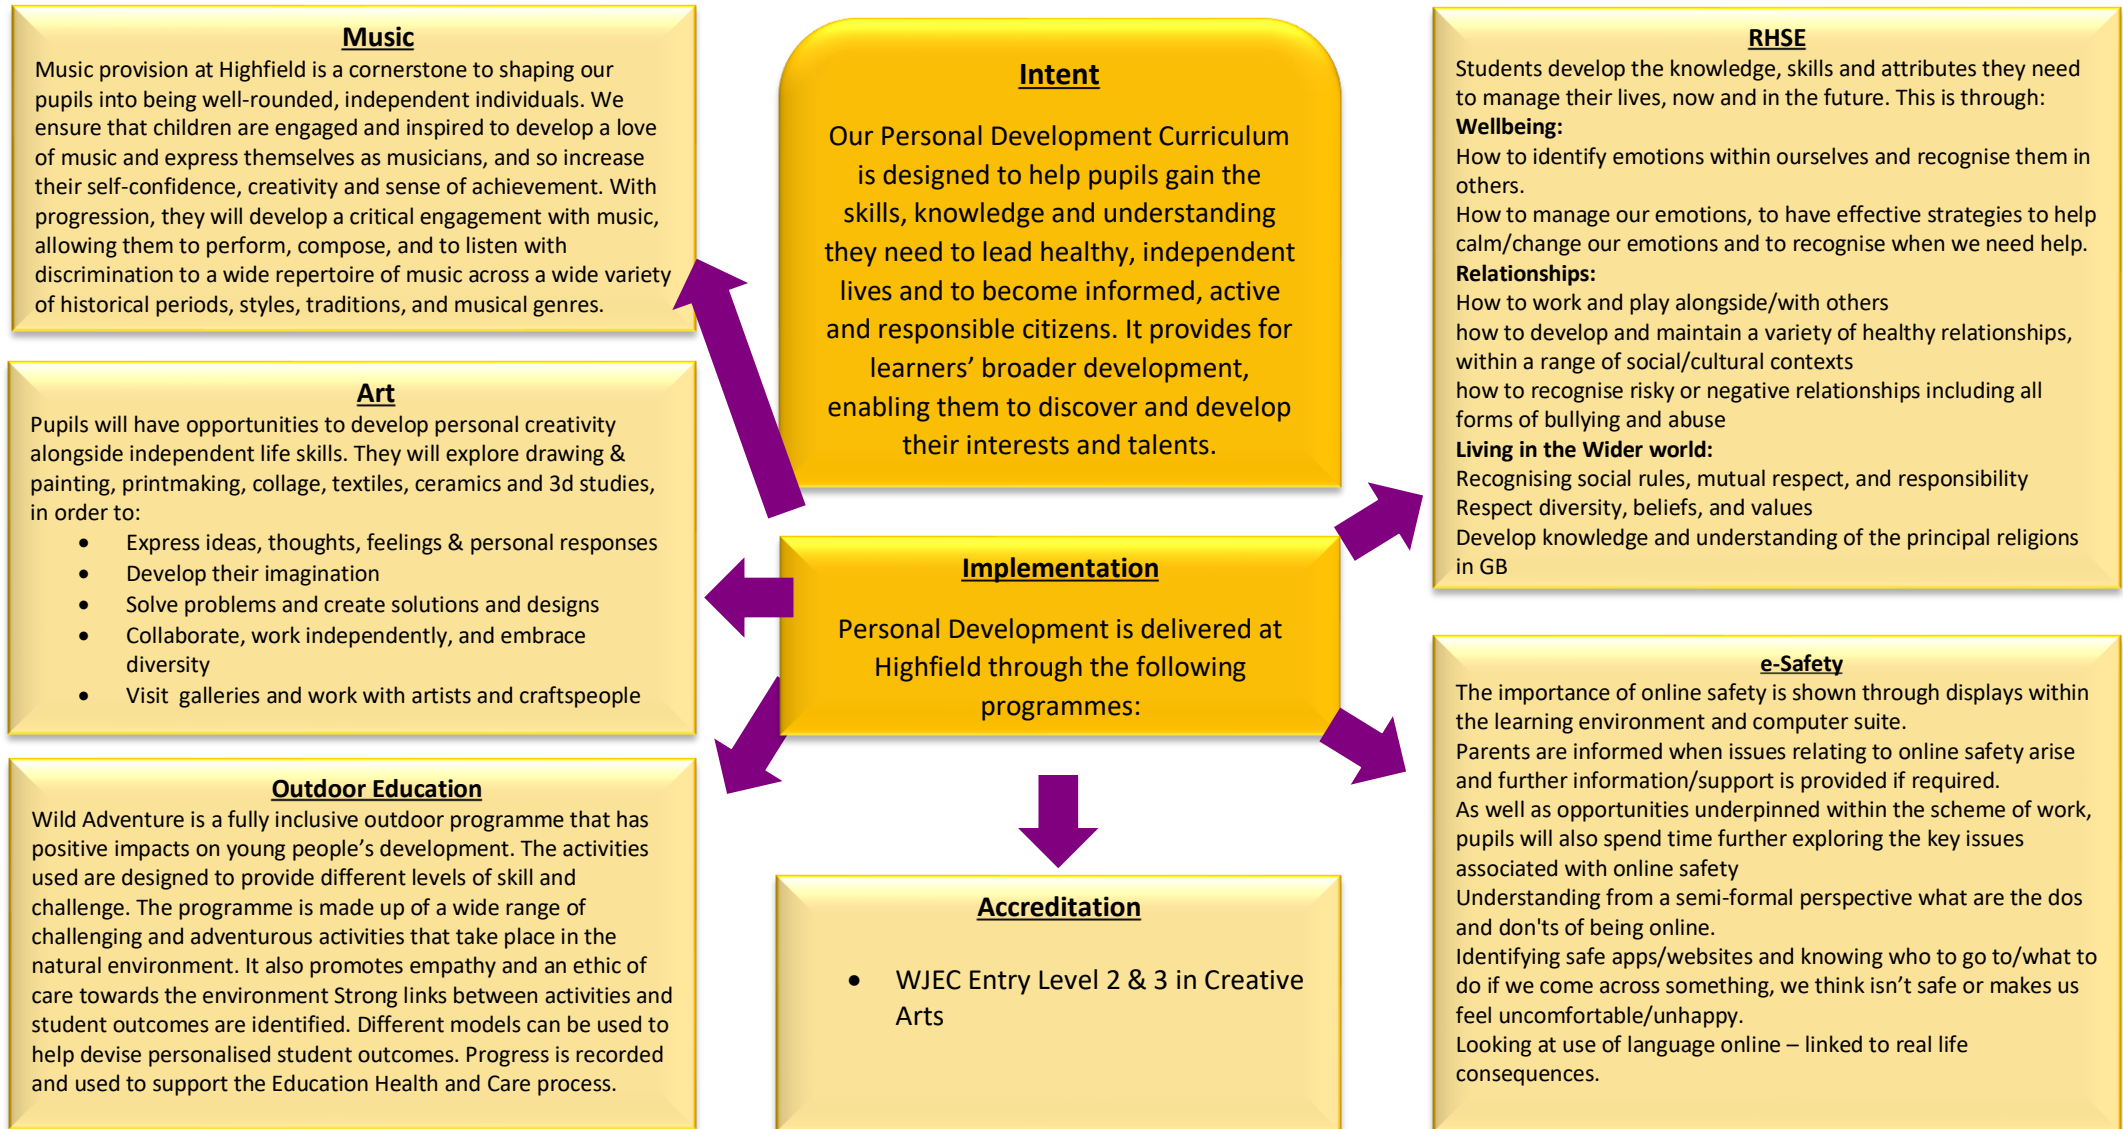 Music
Music provision at Highfield is a cornerstone to shaping our
pupils into being well-rounded, independent individuals. We
ensure that children are engaged and inspired to develop a love
of music and express themselves as musicians, and so increase
their self-confidence, creativity and sense of achievement. With
progression, they will develop a critical engagement with music,
allowing them to perform, compose, and to listen with
discrimination to a wide repertoire of music across a wide variety
of historical periods, styles, traditions, and musical genres.
Art
Pupils will have opportunities to develop personal creativity
alongside independent life skills. They will explore drawing &
painting, printmaking, collage, textiles, ceramics and 3d studies,
in order to:
• Express ideas, thoughts, feelings & personal responses
• Develop their imagination
• Solve problems and create solutions and designs
• Collaborate, work independently, and embrace
diversity
• Visit galleries and work with artists and craftspeople
Outdoor Education
Wild Adventure is a fully inclusive outdoor programme that has
positive impacts on young people's development. The activities
used are designed to provide different levels of skill and
challenge. The programme is made up of a wide range of
challenging and adventurous activities that take place in the
natural environment. It also promotes empathy and an ethic of
care towards the environment Strong links between activities and
student outcomes are identified. Different models can be used to
help devise personalised student outcomes. Progress is recorded
and used to support the Education Health and Care process.
Intent
Our Personal Development Curriculum
is designed to help pupils gain the
skills, knowledge and understanding
they need to lead healthy, independent
lives and to become informed, active
and responsible citizens. It provides for
learners' broader development,
enabling them to discover and develop
their interests and talents.
Implementation
Personal Development is delivered at
Highfield through the following
programmes:
Accreditation
• WJEC Entry Level 2 & 3 in Creative
Arts
RHSE
Students develop the knowledge, skills and attributes they need
to manage their lives, now and in the future. This is through:
Wellbeing:
How to identify emotions within ourselves and recognise them in
others.
How to manage our emotions, to have effective strategies to help
calm/change our emotions and to recognise when we need help.
Relationships:
How to work and play alongside/with others
how to develop and maintain a variety of healthy relationships,
within a range of social/cultural contexts
how to recognise risky or negative relationships including all
forms of bullying and abuse
Living in the Wider world:
Recognising social rules, mutual respect, and responsibility
Respect diversity, beliefs, and values
Develop knowledge and understanding of the principal religions
in GB
e-Safety
The importance of online safety is shown through displays within
the learning environment and computer suite.
Parents are informed when issues relating to online safety arise
and further information/support is provided if required.
As well as opportunities underpinned within the scheme of work,
pupils will also spend time further exploring the key issues
associated with online safety
Understanding from a semi-formal perspective what are the dos
and don'ts of being online.
Identifying safe apps/websites and knowing who to go to/what to
do if we come across something, we think isn't safe or makes us
feel uncomfortable/unhappy.
Looking at use of language online – linked to real life
consequences.